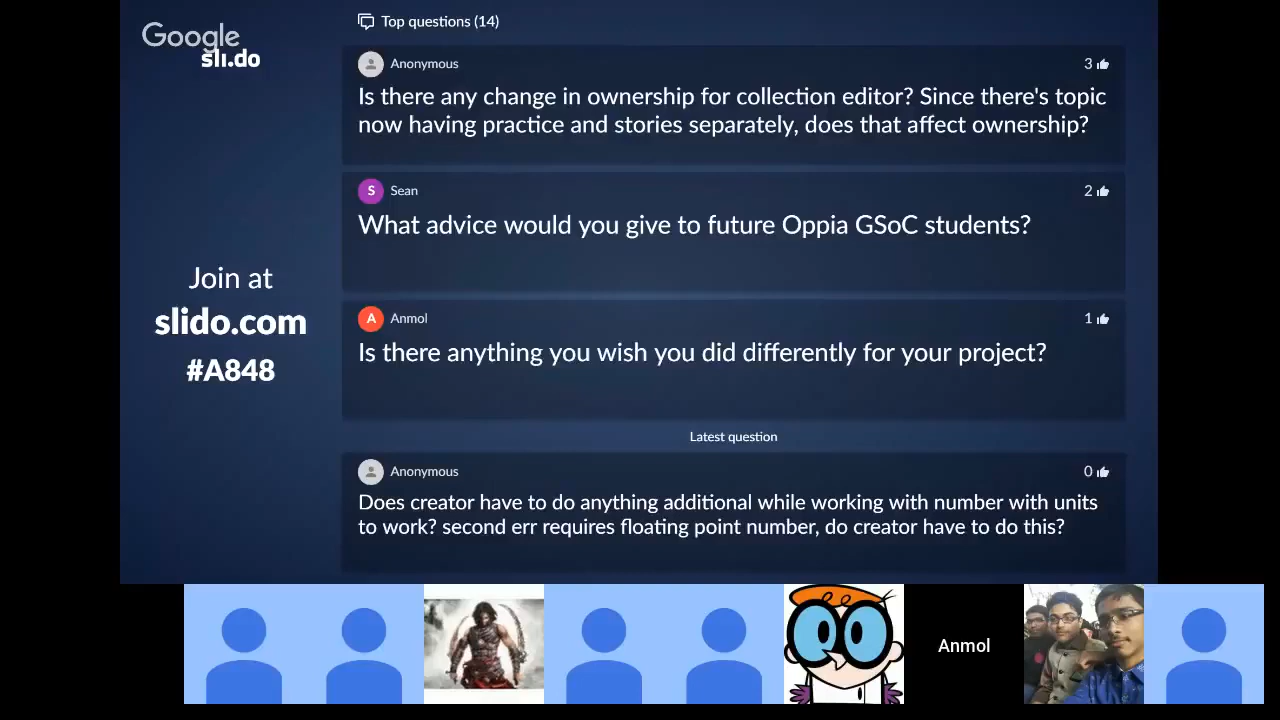 Google
sli.do
Join at
slido.com
#A848
Top questions (14)
Anonymous
3
Is there any change in ownership for collection editor? Since there's topic
now having practice and stories separately, does that affect ownership?
S Sean
2
What advice would you give to future Oppia GSoC students?
A Anmol
1
Is there anything you wish you did differently for your project?
Latest question
Anonymous
0
Does creator have to do anything additional while working with number with units
to work? second err requires floating point number, do creator have to do this?
Anmol